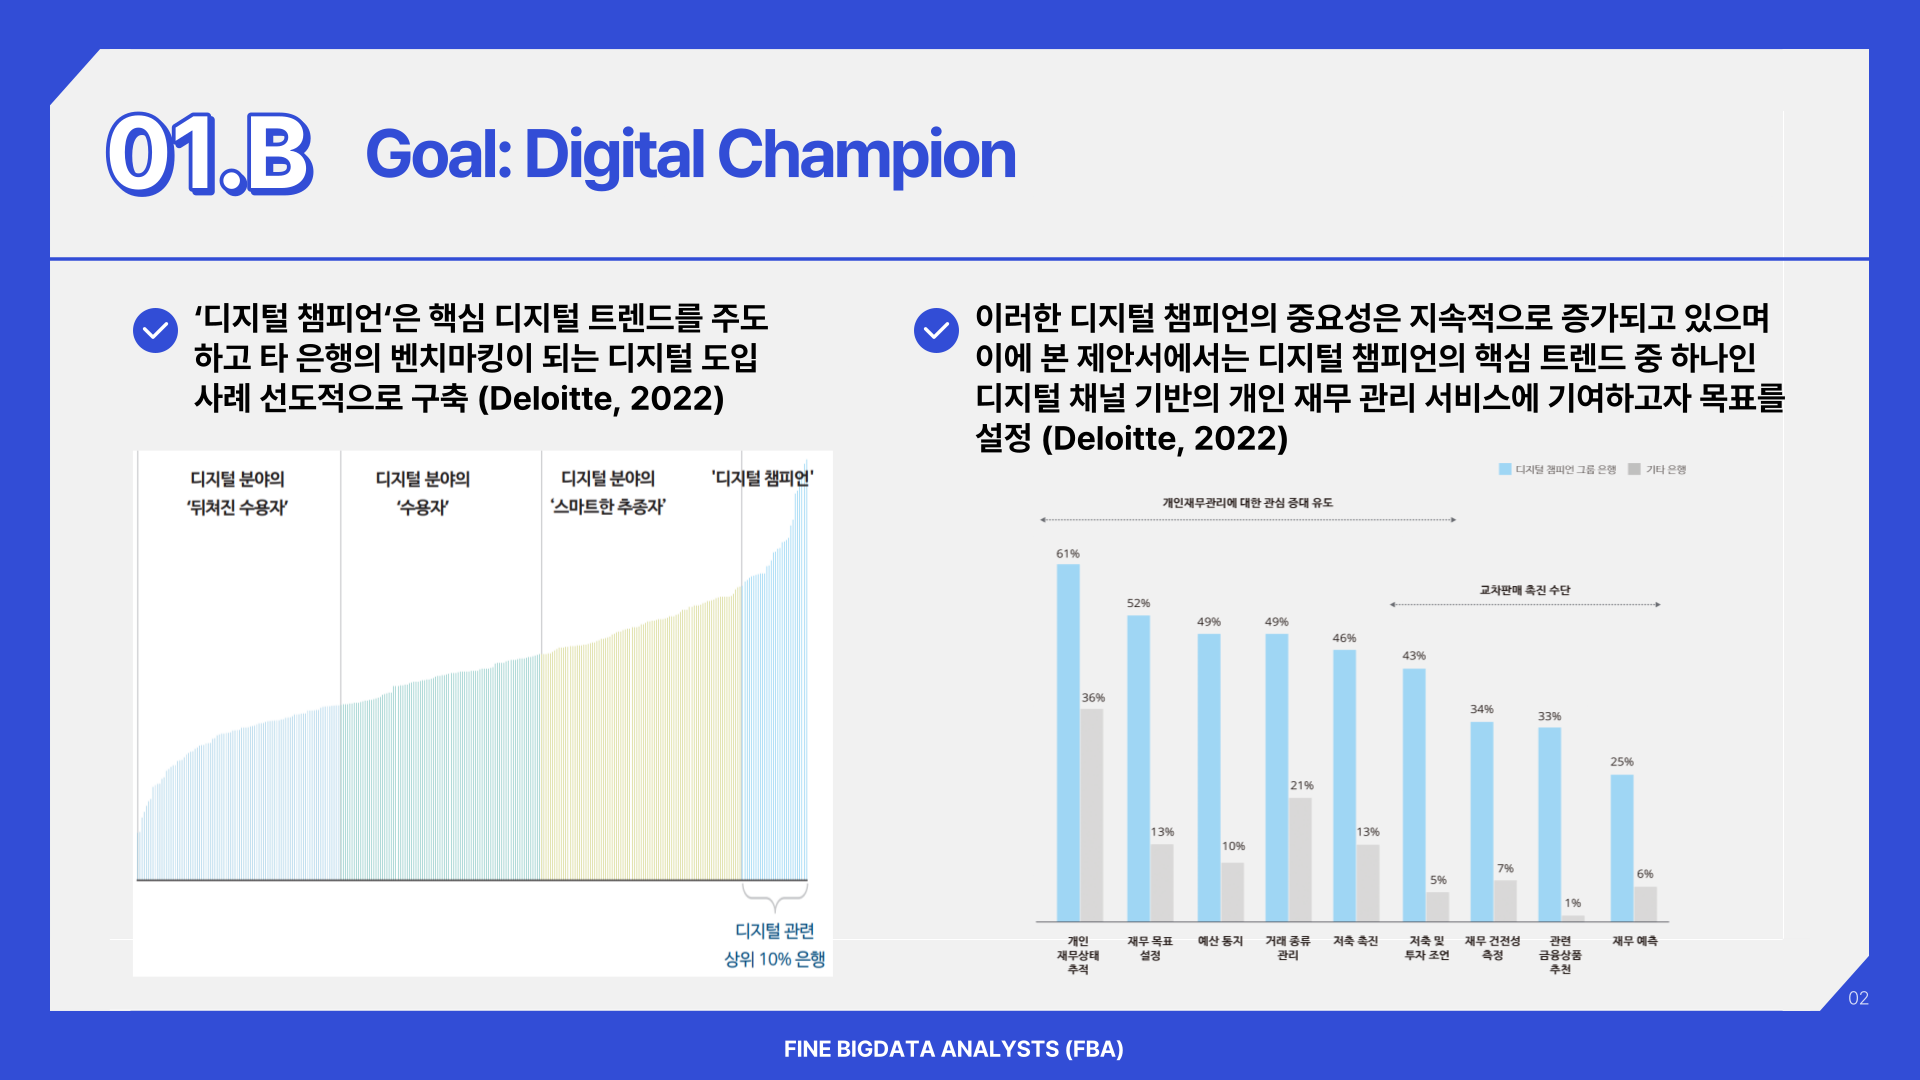 01.B
Goal: Digital Champion
‘디지털 챔피언‘은 핵심 디지털 트렌드를 주도
하고 타 은행의 벤치마킹이 되는 디지털 도입
사례 선도적으로 구축 (Deloitte, 2022)
디지털 분야의
‘뒤쳐진 수용자’
디지털 분야의
‘수용자’
디지털 분야의
‘스마트한 추종자’
'디지털 챔피언'
디지털 관련
상위 10% 은행
이러한 디지털 챔피언의 중요성은 지속적으로 증가되고 있으며
이에 본 제안서에서는 디지털 챔피언의 핵심 트렌드 중 하나인
디지털 채널 기반의 개인 재무 관리 서비스에 기여하고자 목표를
설정 (Deloitte, 2022)
디지털 챔피언 그룹 은행
기타 은행
개인재무관리에 대한 관심 증대 유도
교차판매 촉진 수단
61%
36%
52%
13%
49%
10%
49%
21%
46%
13%
43%
5%
34%
7%
33%
1%
25%
6%
개인
재무상태
추적
재무 목표
설정
예산 통지
거래 종류
관리
저축 촉진
저축 및
투자 조언
재무 건전성
측정
관련
금융상품
추천
재무 예측
02
FINE BIGDATA ANALYSTS (FBA)